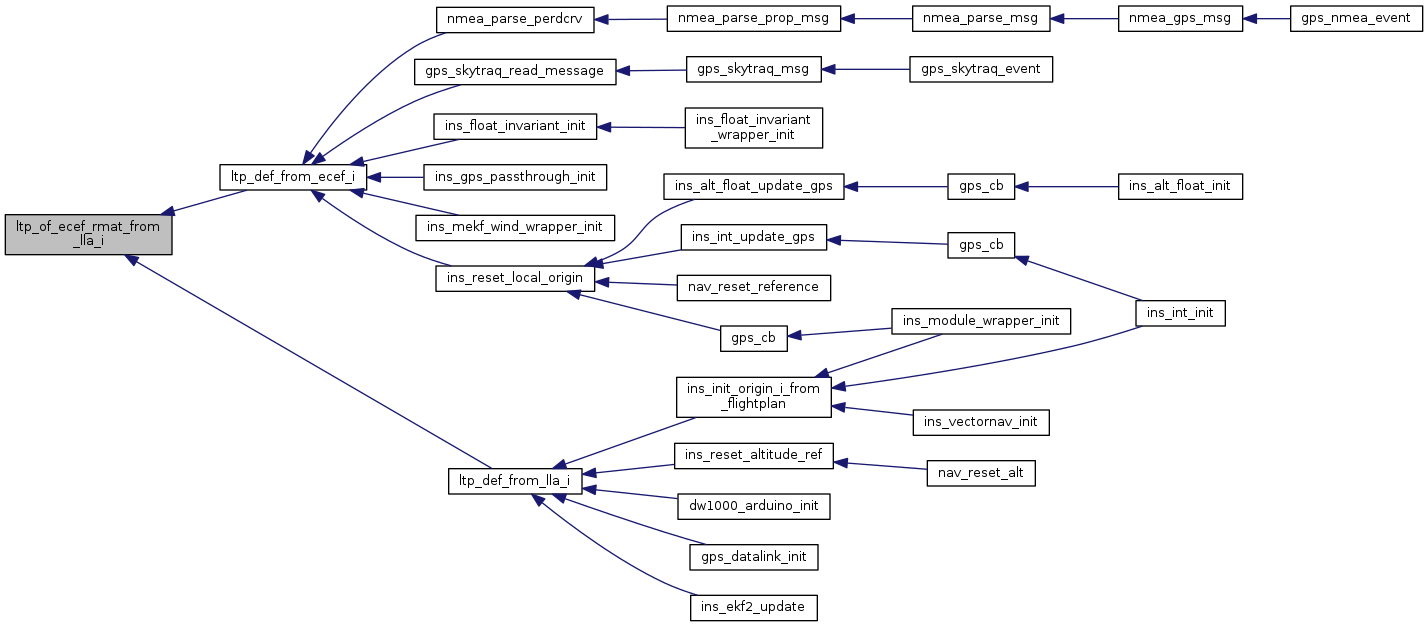 nmea_parse_perdcrv
nmea_parse_prop_msg
nmea_parse_msg
nmea_gps_msg
gps_nmea_event
gps_skytraq_read_message
gps_skytraq_msg
gps_skytraq_event
ins_float_invariant_init
ins_float_invariant
_wrapper_init
ltp_def_from_ecef_i
ins_gps_passthrough_init
ins_alt_float_update_gps
gps_cb
ins_alt_float_init
ltp_of_ecef_rmat_from
_lla_i
ins_mekf_wind_wrapper_init
ins_int_update_gps
gps_cb
ins_reset_local_origin
nav_reset_reference
ins_int_init
gps_cb
ins_module_wrapper_init
ins_init_origin_i_from
_flightplan
ins_vectornav_init
ltp_def_from_lla_i
ins_reset_altitude_ref
nav_reset_alt
dw1000_arduino_init
gps_datalink_init
ins_ekf2_update